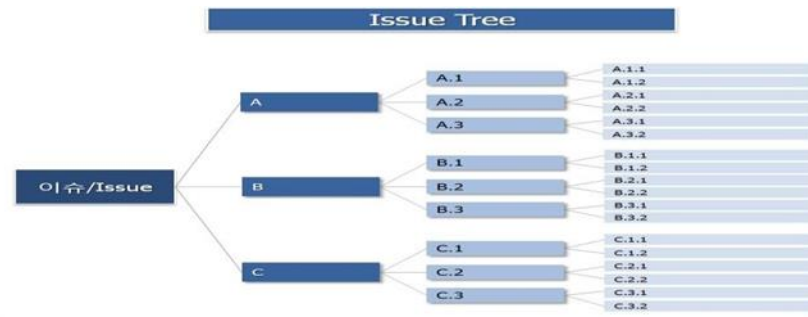 Issue Tree
이슈/Issue
A
A.1
A.1.1
A.1.2
A.2
A.2.1
A.2.2
A.3
A.3.1
A.3.2
B
B.1
B.1.1
B.1.2
B.2
B.2.1
B.2.2
B.3
B.3.1
B.3.2
C
C.1
C.1.1
C.1.2
C.2
C.2.1
C.2.2
C.3
C.3.1
C.3.2